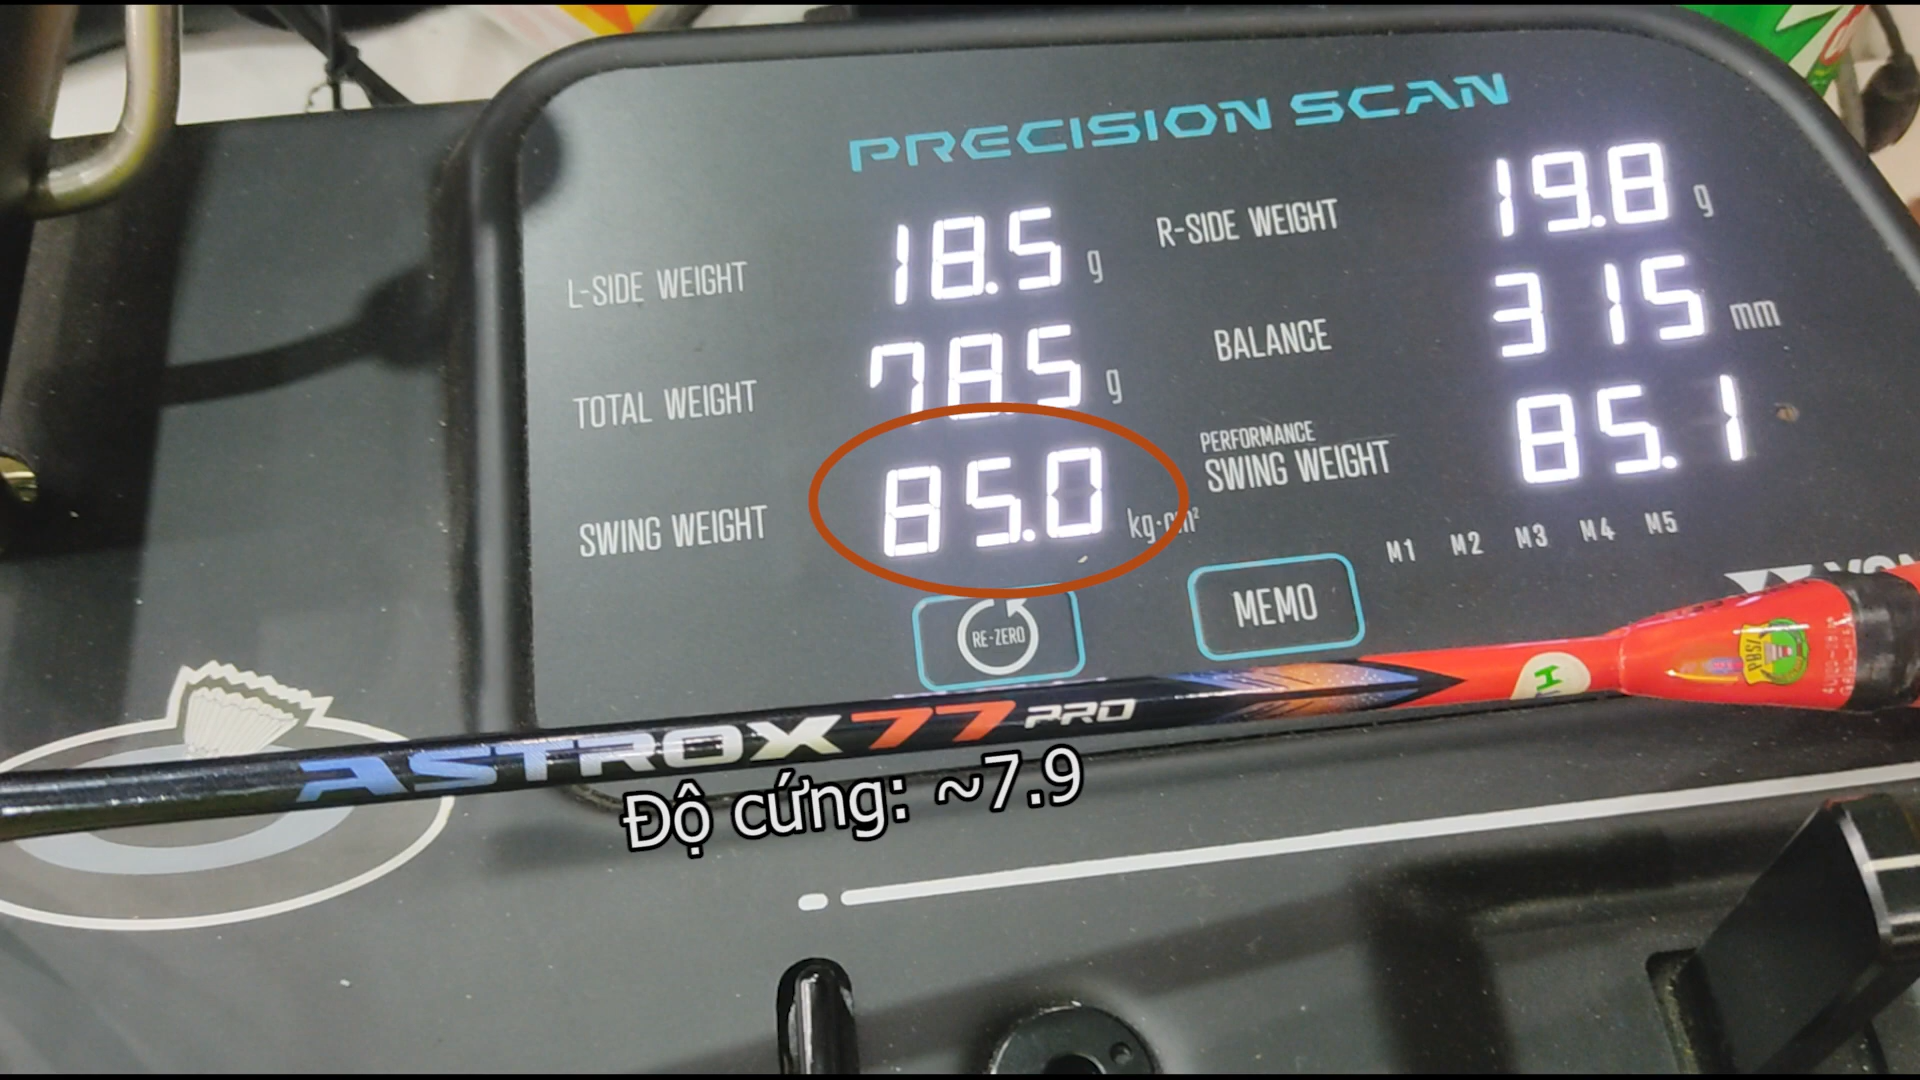 PRECISION SCAN
L-SIDE WEIGHT 18.5 g
R-SIDE WEIGHT 19.8 g
TOTAL WEIGHT 78.5 g
BALANCE 315 mm
SWING WEIGHT 85.0 kg·cm²
PERFORMANCE
SWING WEIGHT 85.1
M1 M2 M3 M4 M5
RE-ZERO
MEMO
ASTROX 77 PRO
Độ cứng: ~7.9